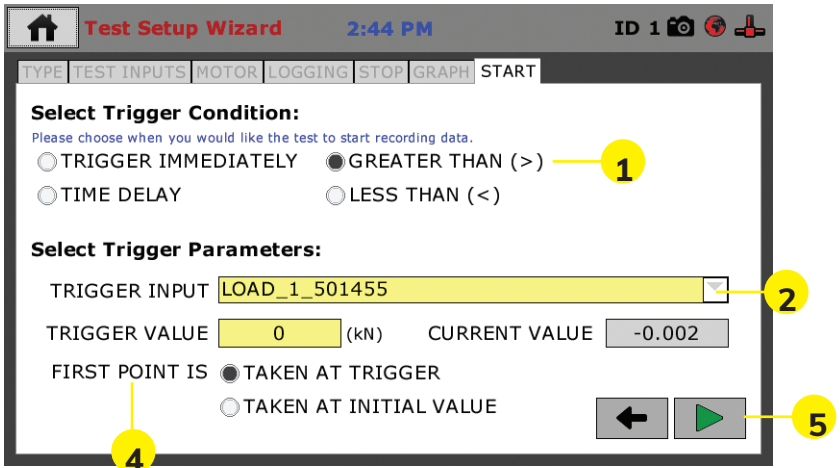 Test Setup Wizard 2:44 PM ID 1
TYPE TEST INPUTS MOTOR LOGGING STOP GRAPH START
Select Trigger Condition:
Please choose when you would like the test to start recording data.
TRIGGER IMMEDIATELY GREATER THAN (>) 1
TIME DELAY LESS THAN (<)
Select Trigger Parameters:
TRIGGER INPUT LOAD_1_501455 2
TRIGGER VALUE 0 (kN) CURRENT VALUE -0.002
FIRST POINT IS TAKEN AT TRIGGER
TAKEN AT INITIAL VALUE
5
4